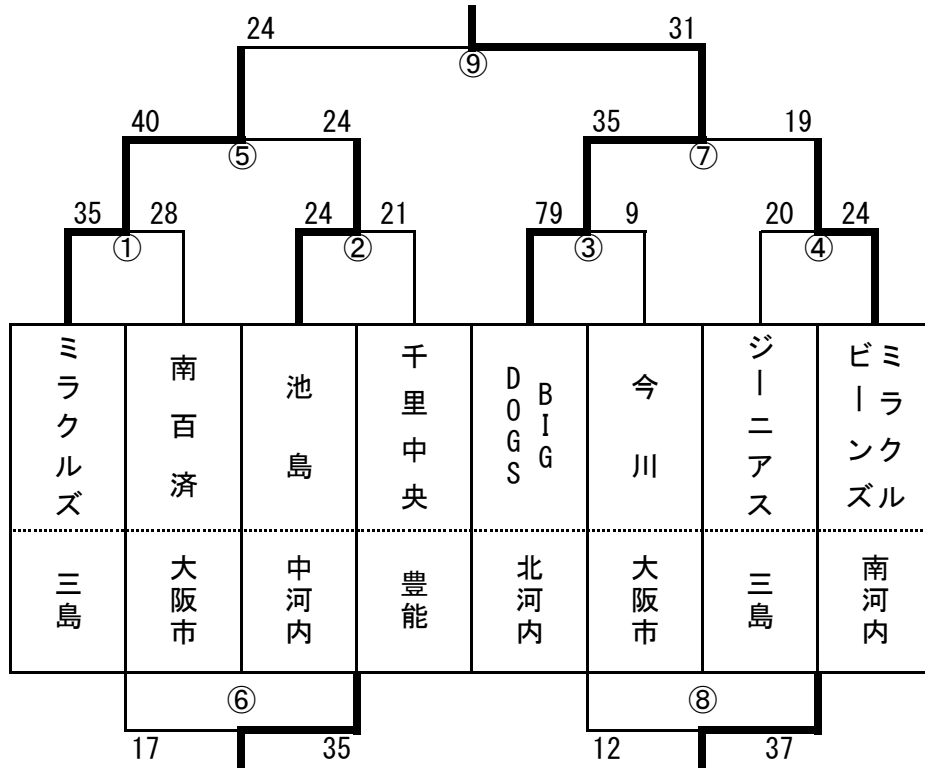 24 31
⑨
40 24 35 19
⑤ ⑦
35 28 24 21 79 9 20 24
① ② ③ ④
ミラクルズ
南百済
池島
千里中央
BIG
DOGS
今川
ジーニアス
ミラクル
ビーンズ
三島
大阪市
中河内
豊能
北河内
大阪市
三島
南河内
⑥ ⑧
17 35 12 37